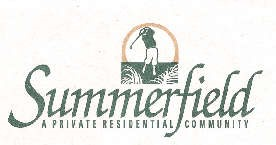 Summerfield
A PRIVATE RESIDENTIAL COMMUNITY